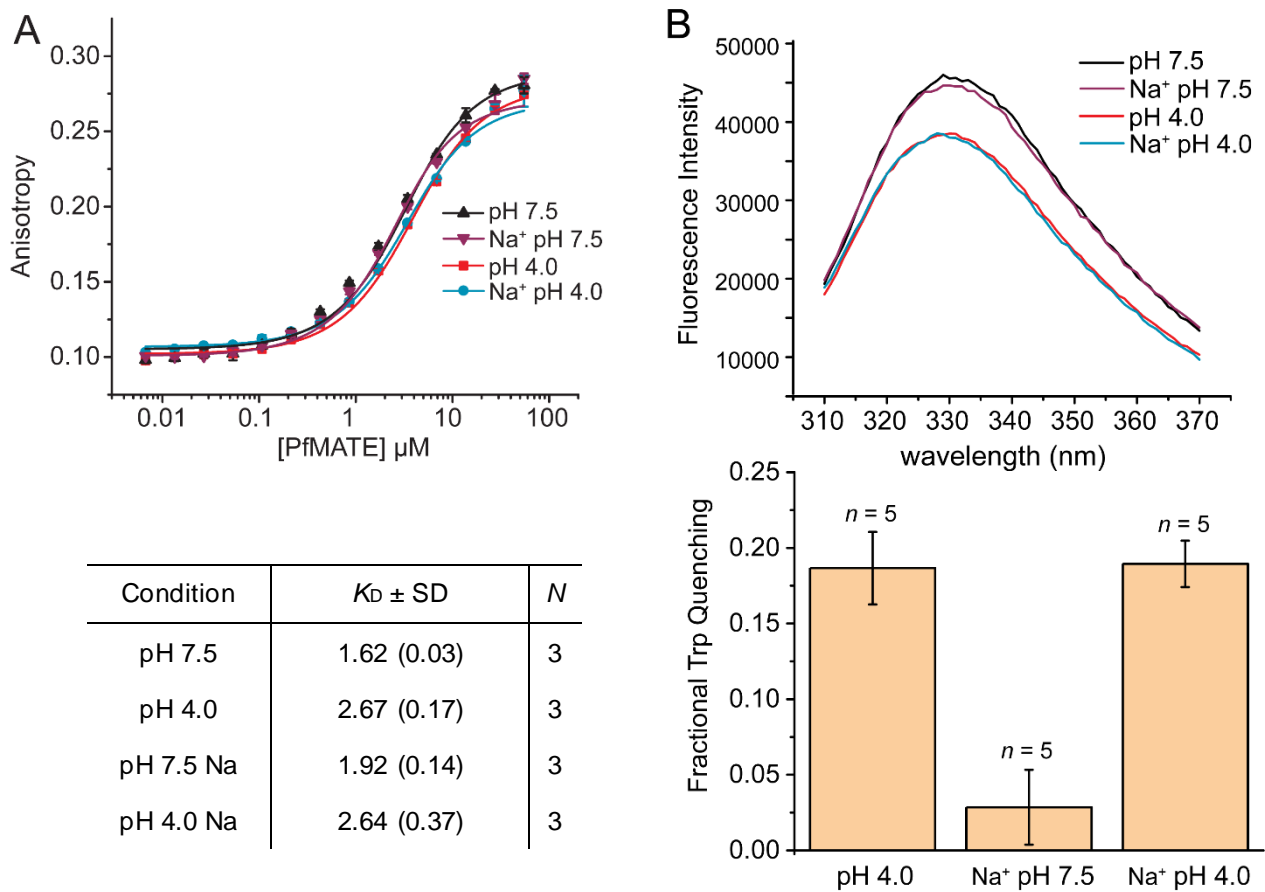 A
0.30
0.25
0.20
0.15
0.10
Anisotropy
pH 7.5
Na⁺ pH 7.5
pH 4.0
Na⁺ pH 4.0
0.01 0.1 1 10 100
[PfMATE] µM
Condition KD ± SD N
pH 7.5 1.62 (0.03) 3
pH 4.0 2.67 (0.17) 3
pH 7.5 Na 1.92 (0.14) 3
pH 4.0 Na 2.64 (0.37) 3
B
50000
40000
30000
20000
10000
Fluorescence Intensity
pH 7.5
Na⁺ pH 7.5
pH 4.0
Na⁺ pH 4.0
310 320 330 340 350 360 370
wavelength (nm)
0.25
0.20
0.15
0.10
0.05
0.00
Fractional Trp Quenching
n = 5
n = 5
n = 5
pH 4.0 Na⁺ pH 7.5 Na⁺ pH 4.0